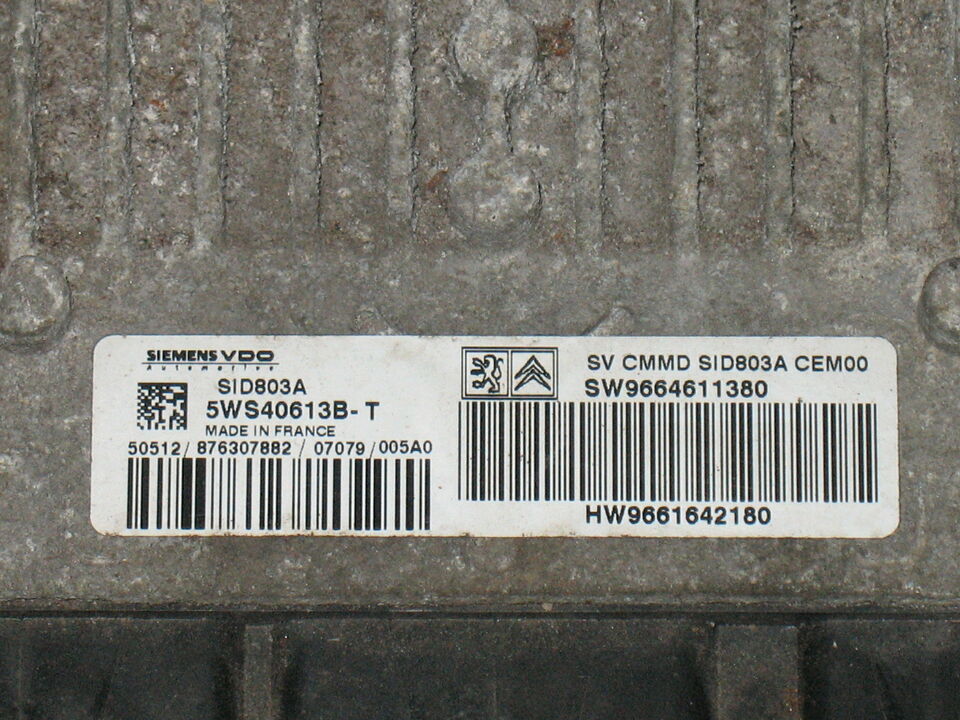 SIEMENS VDO
Automotive
SID803A
5WS40613B-T
MADE IN FRANCE
50512/876307882/07079/005A0
SV CMMD SID803A CEM00
SW9664611380
HW9661642180